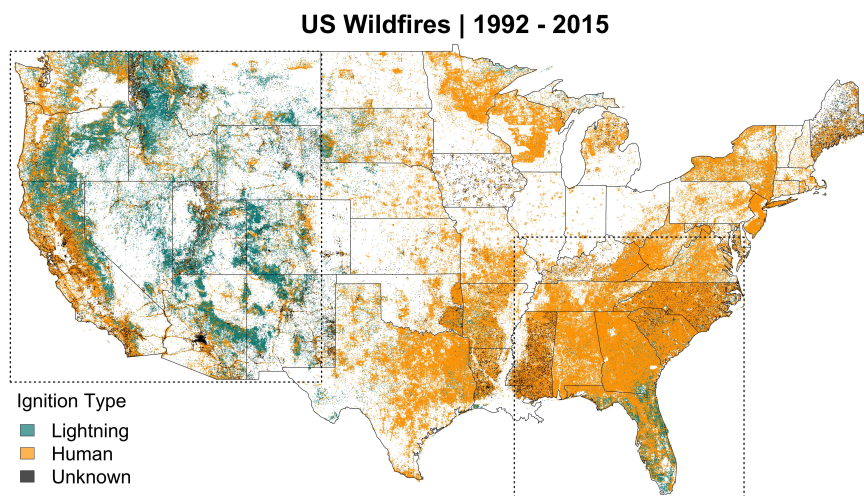 US Wildfires | 1992 - 2015
Ignition Type
Lightning
Human
Unknown